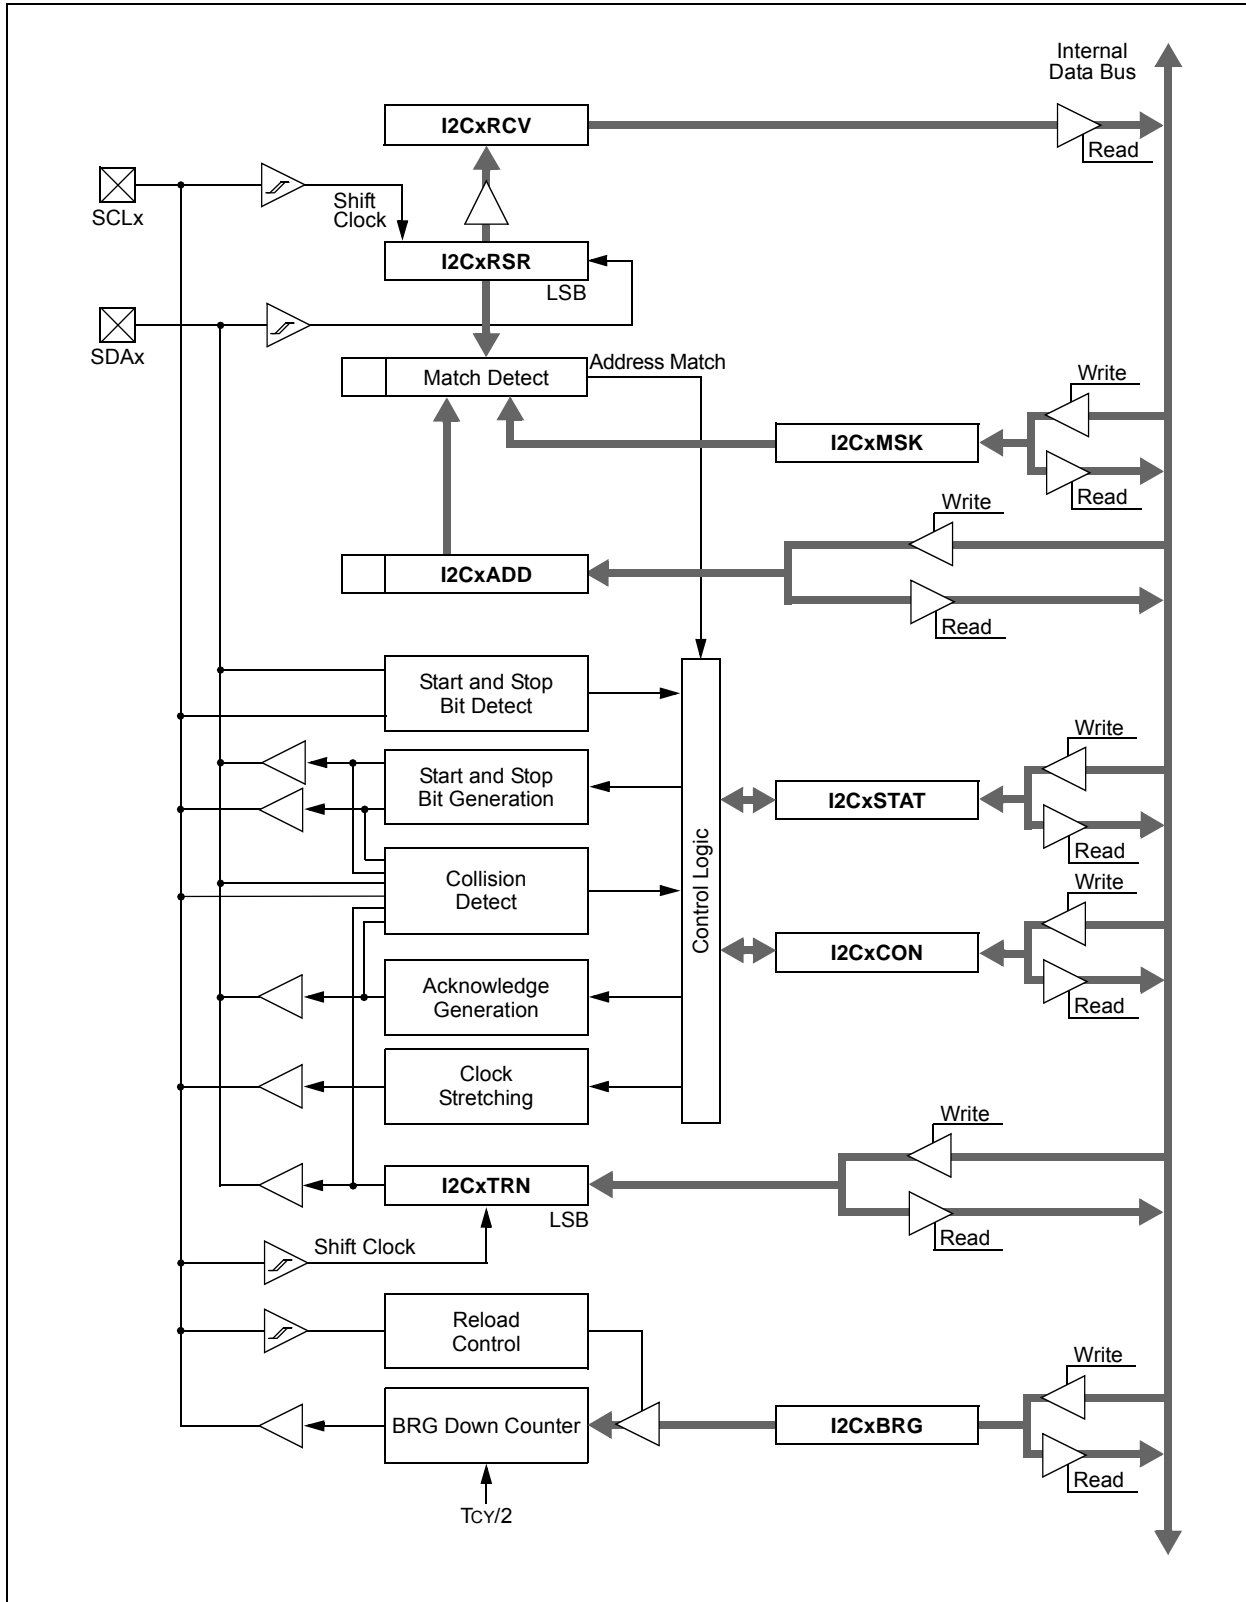 Internal
Data Bus
I2CxRCV
Read
SCLx
Shift
Clock
I2CxRSR
LSB
SDAx
Address Match
Match Detect
Write
I2CxMSK
Read
Write
I2CxADD
Read
Start and Stop
Bit Detect
Start and Stop
Bit Generation
Write
I2CxSTAT
Read
Collision
Detect
Control Logic
Write
I2CxCON
Read
Acknowledge
Generation
Clock
Stretching
Write
I2CxTRN
LSB
Read
Shift Clock
Reload
Control
Write
BRG Down Counter
I2CxBRG
Read
TCY/2